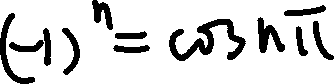 (-1)ⁿ = cos nπ